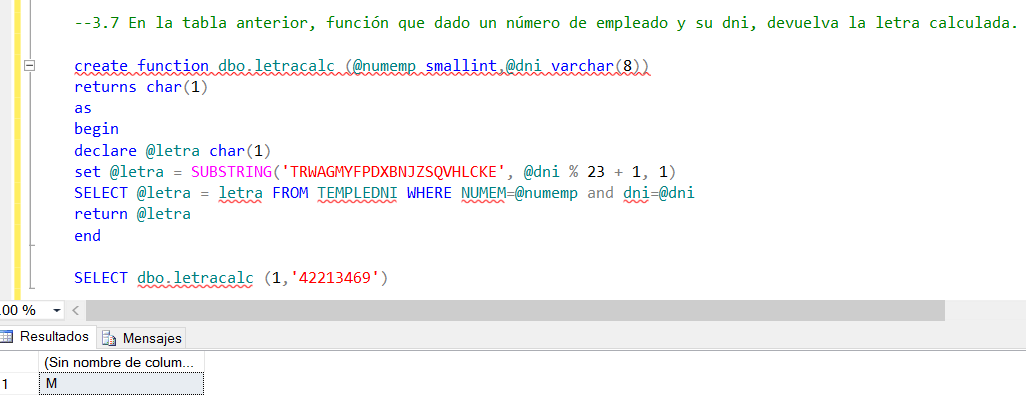 --3.7 En la tabla anterior, función que dado un número de empleado y su dni, devuelva la letra calculada.
create function dbo.letracalc (@numemp smallint,@dni varchar(8))
returns char(1)
as
begin
declare @letra char(1)
set @letra = SUBSTRING('TRWAGMYFPDXBNJZSQVHLCKE', @dni % 23 + 1, 1)
SELECT @letra = letra FROM TEMPLEDNI WHERE NUMEM=@numemp and dni=@dni
return @letra
end
SELECT dbo.letracalc (1,'42213469')
.00 %
Resultados Mensajes
(Sin nombre de colum...
1 M